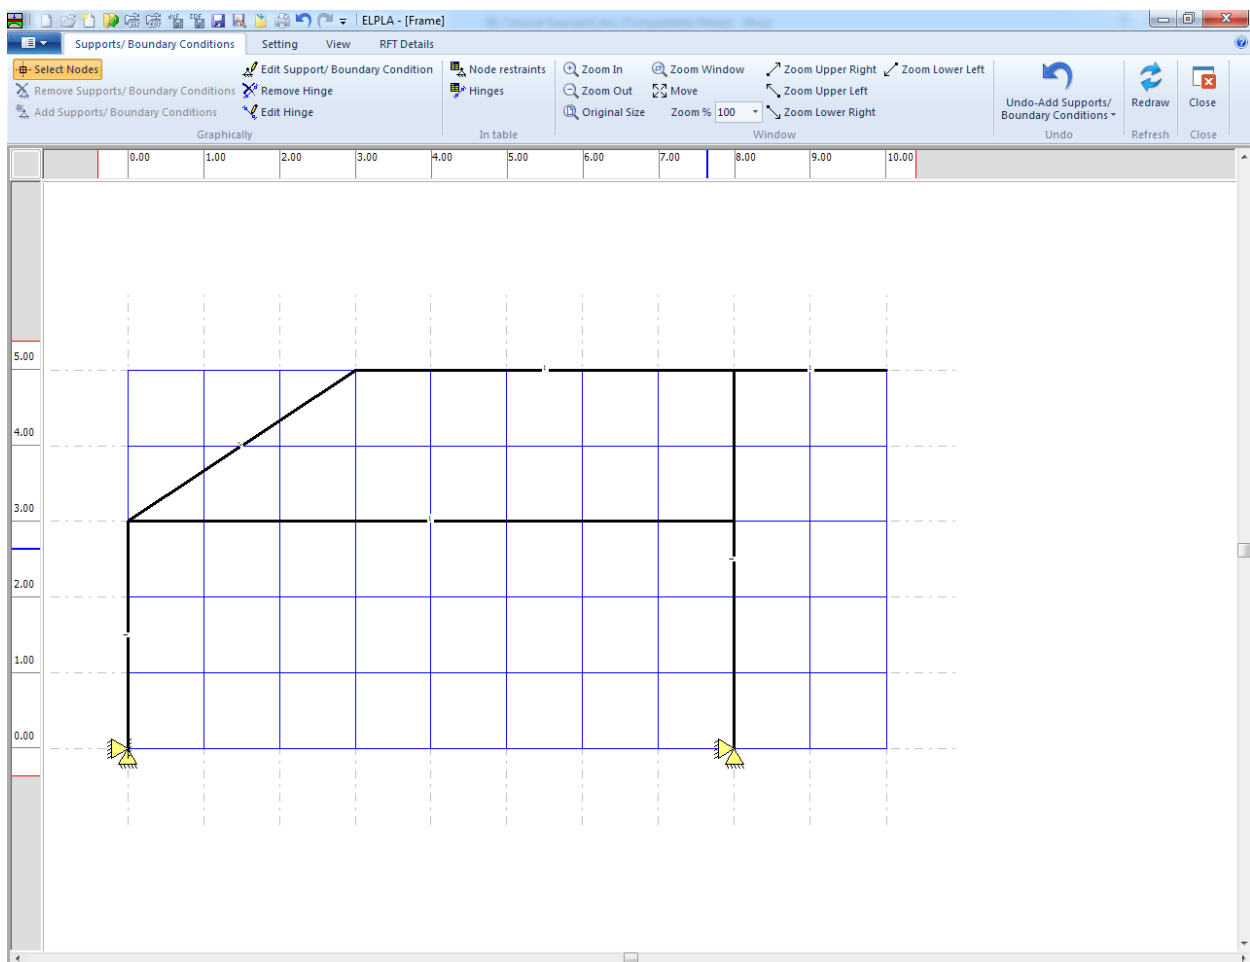 ELPLA - [Frame]
Supports/ Boundary Conditions Setting View RFT Details
Select Nodes Edit Support/ Boundary Condition Node restraints Zoom In Zoom Window Zoom Upper Right Zoom Lower Left
Remove Supports/ Boundary Conditions Remove Hinge Hinges Zoom Out Move Zoom Upper Left
Add Supports/ Boundary Conditions Edit Hinge Original Size Zoom % 100 Zoom Lower Right
Undo-Add Supports/ Boundary Conditions Redraw Close
Graphically In table Window Undo Refresh Close
0.00 1.00 2.00 3.00 4.00 5.00 6.00 7.00 8.00 9.00 10.00
5.00
4.00
3.00
2.00
1.00
0.00